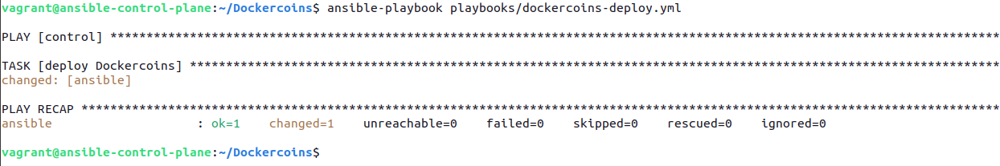 vagrant@ansible-control-plane:~/Dockercoins$ ansible-playbook playbooks/dockercoins-deploy.yml
PLAY [control] ***************************************************************************************************************************
TASK [deploy Dockercoins] ****************************************************************************************************************
changed: [ansible]
PLAY RECAP *******************************************************************************************************************************
ansible                    : ok=1    changed=1    unreachable=0    failed=0    skipped=0    rescued=0    ignored=0
vagrant@ansible-control-plane:~/Dockercoins$